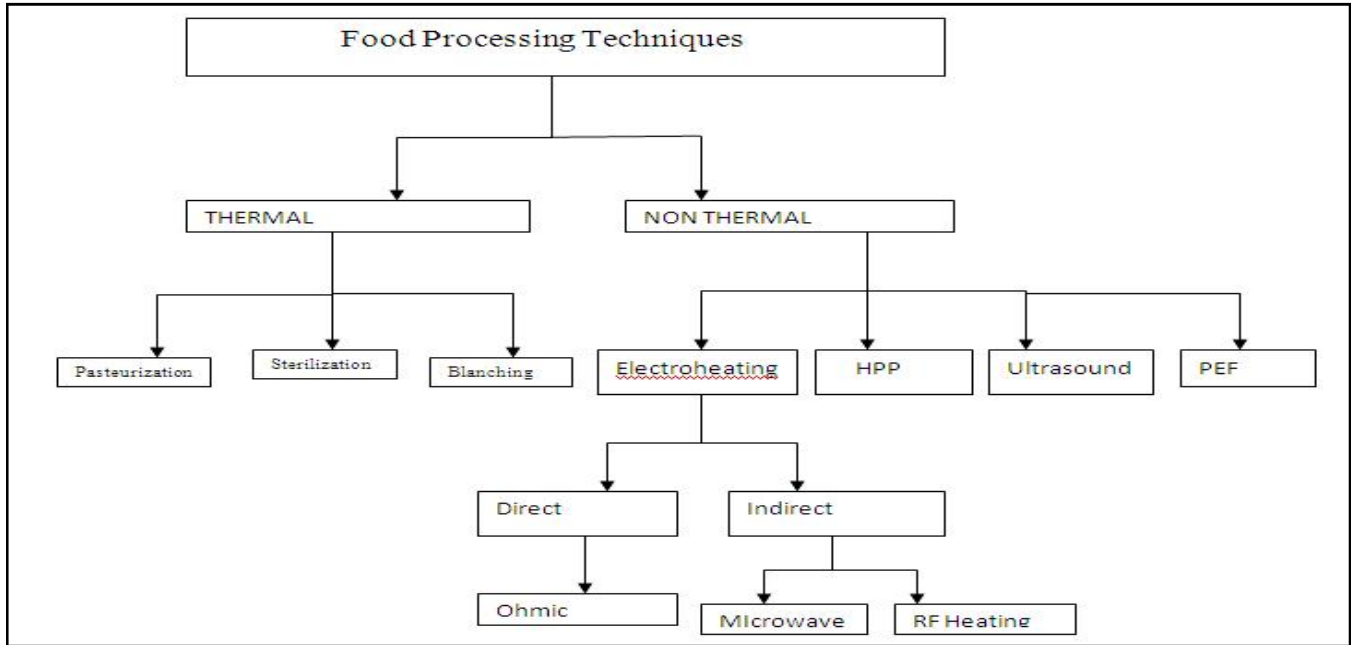 Food Processing Techniques
THERMAL
NON THERMAL
Pasteurization
Sterilization
Blanching
Electroheating
HPP
Ultrasound
PEF
Direct
Indirect
Ohmic
MIcrowave
RF Heating